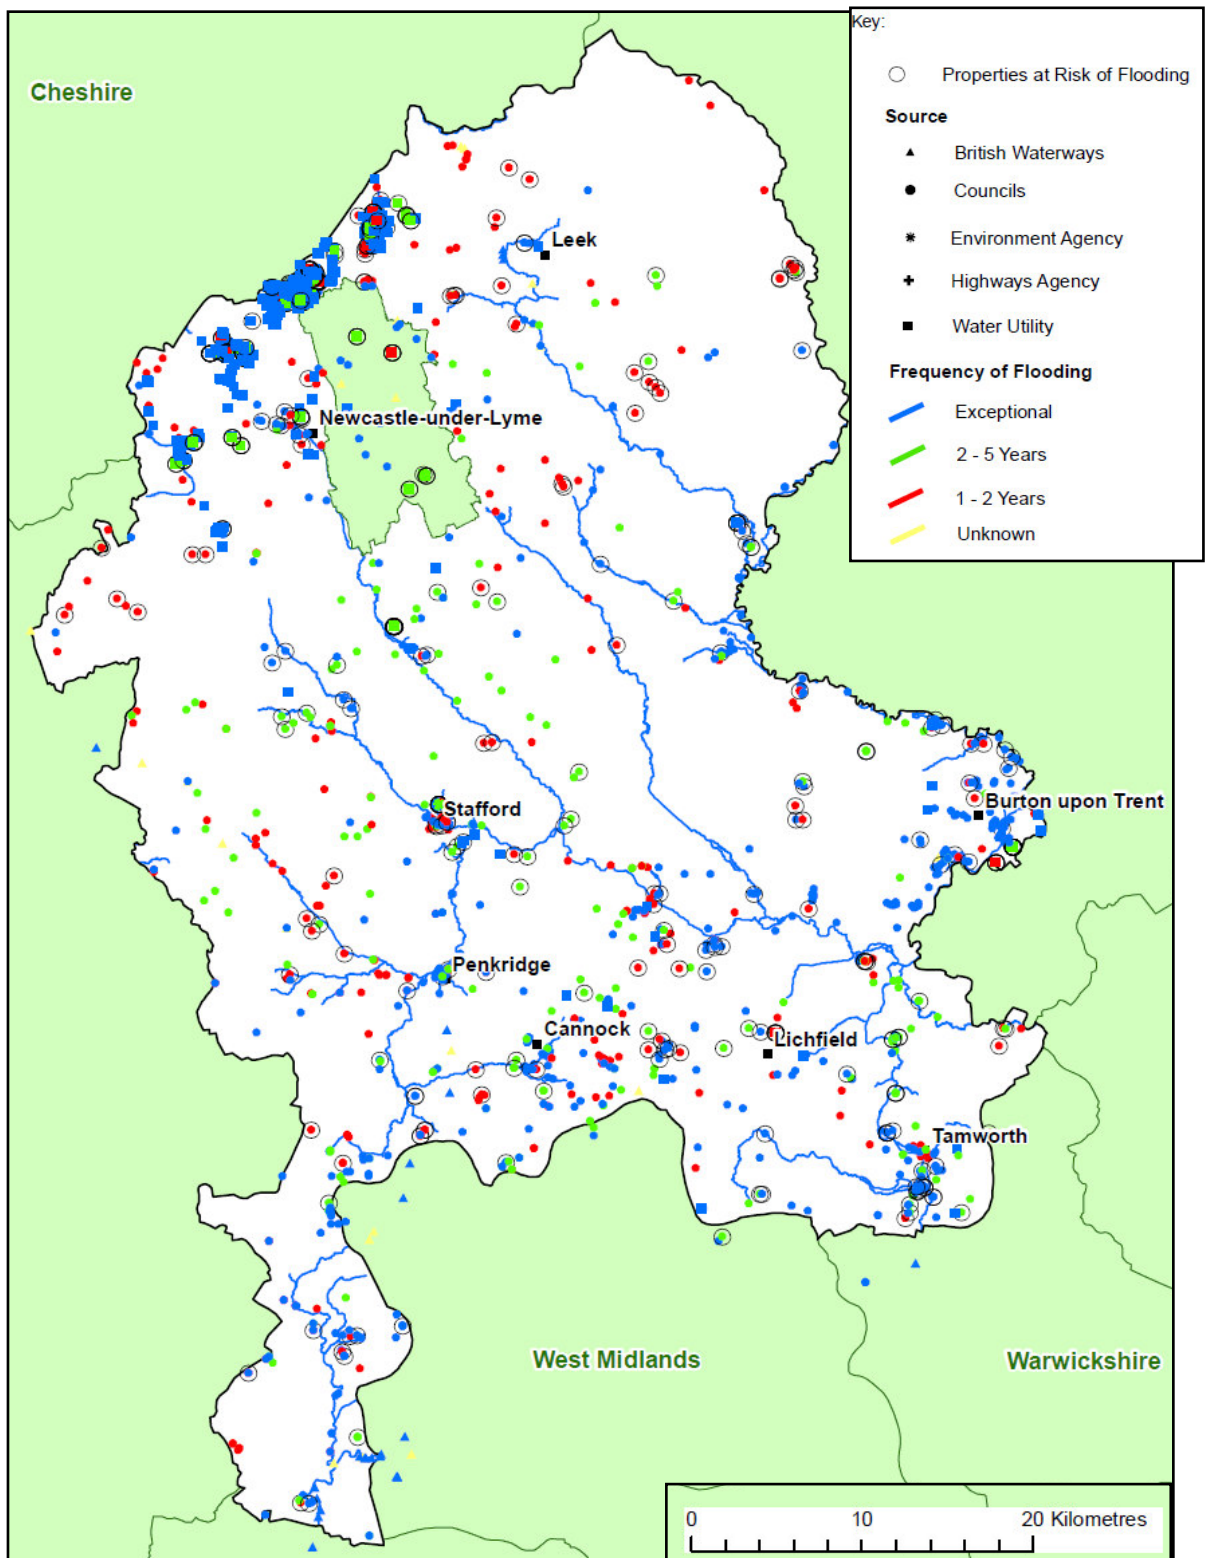 Key:
Properties at Risk of Flooding
Source
British Waterways
Councils
Environment Agency
Highways Agency
Water Utility
Frequency of Flooding
Exceptional
2 - 5 Years
1 - 2 Years
Unknown
Cheshire
Leek
Newcastle-under-Lyme
Stafford
Burton upon Trent
Penkridge
Cannock
Lichfield
Tamworth
West Midlands
Warwickshire
0 10 20 Kilometres